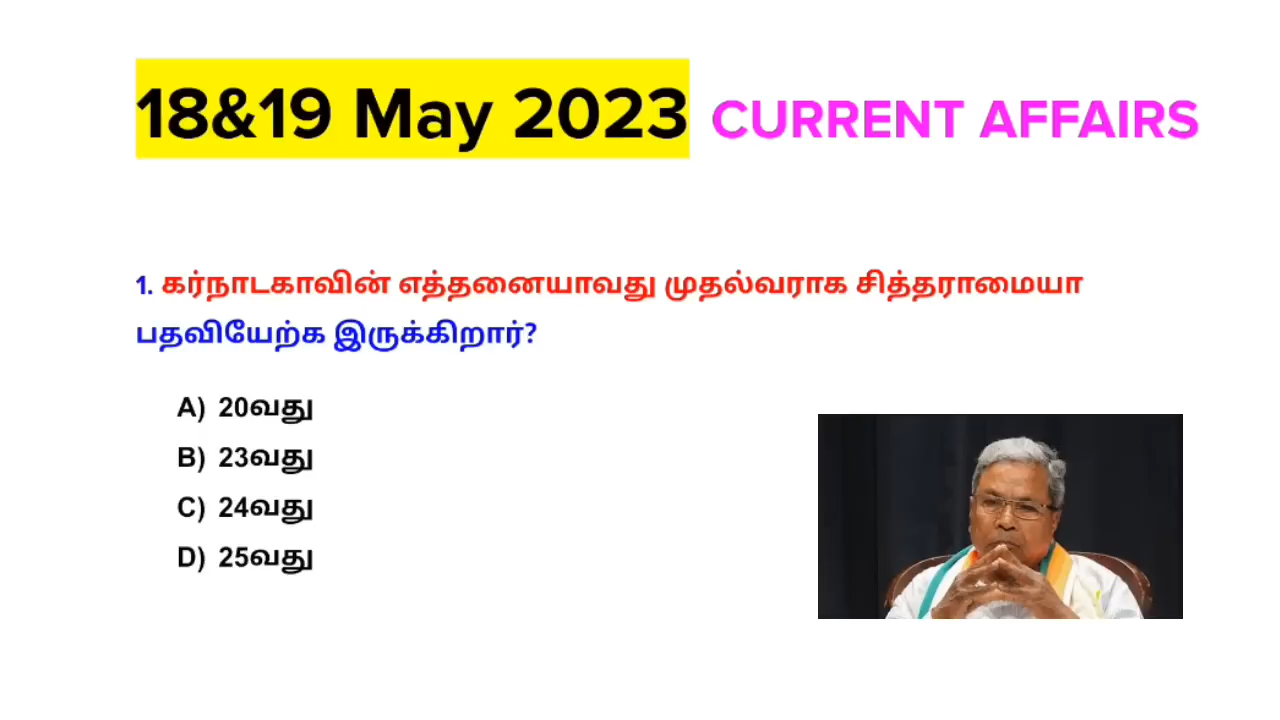 18&19 May 2023 CURRENT AFFAIRS
1. கர்நாடகாவின் எத்தனையாவது முதல்வராக சித்தராமையா
பதவியேற்க இருக்கிறார்?
A) 20வது
B) 23வது
C) 24வது
D) 25வது